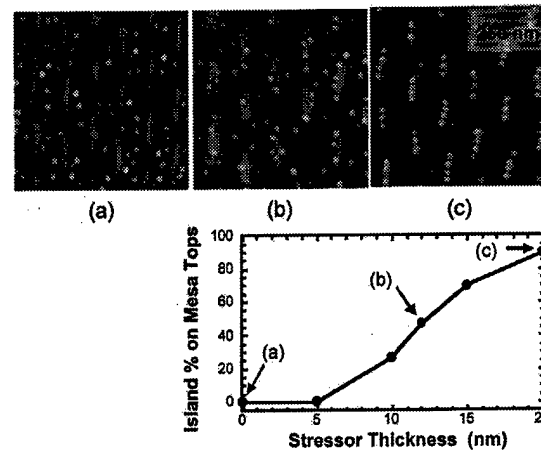 (a) (b) (c)
Island % on Mesa Tops
100
80
60
40
20
0
(a)
(b)
(c)
0 5 10 15
Stressor Thickness (nm)